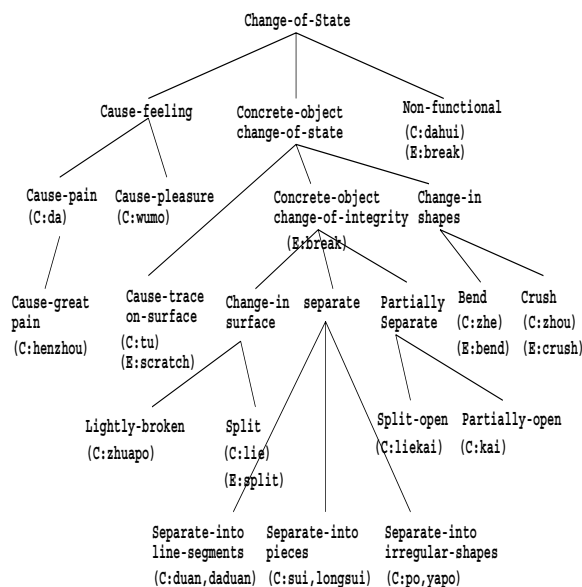 Change-of-State
Cause-feeling
Concrete-object
change-of-state
Non-functional
(C:dahui)
(E:break)
Cause-pain
(C:da)
Cause-pleasure
(C:wumo)
Concrete-object
change-of-integrity
(E:break)
Change-in
shapes
Cause-great
pain
(C:henzhou)
Cause-trace
on-surface
(C:tu)
(E:scratch)
Change-in
surface
separate
Partially
Separate
Bend
(C:zhe)
(E:bend)
Crush
(C:zhou)
(E:crush)
Lightly-broken
(C:zhuapo)
Split
(C:lie)
(E:split)
Split-open
(C:liekai)
Partially-open
(C:kai)
Separate-into
line-segments
(C:duan,daduan)
Separate-into
pieces
(C:sui,longsui)
Separate-into
irregular-shapes
(C:po,yapo)